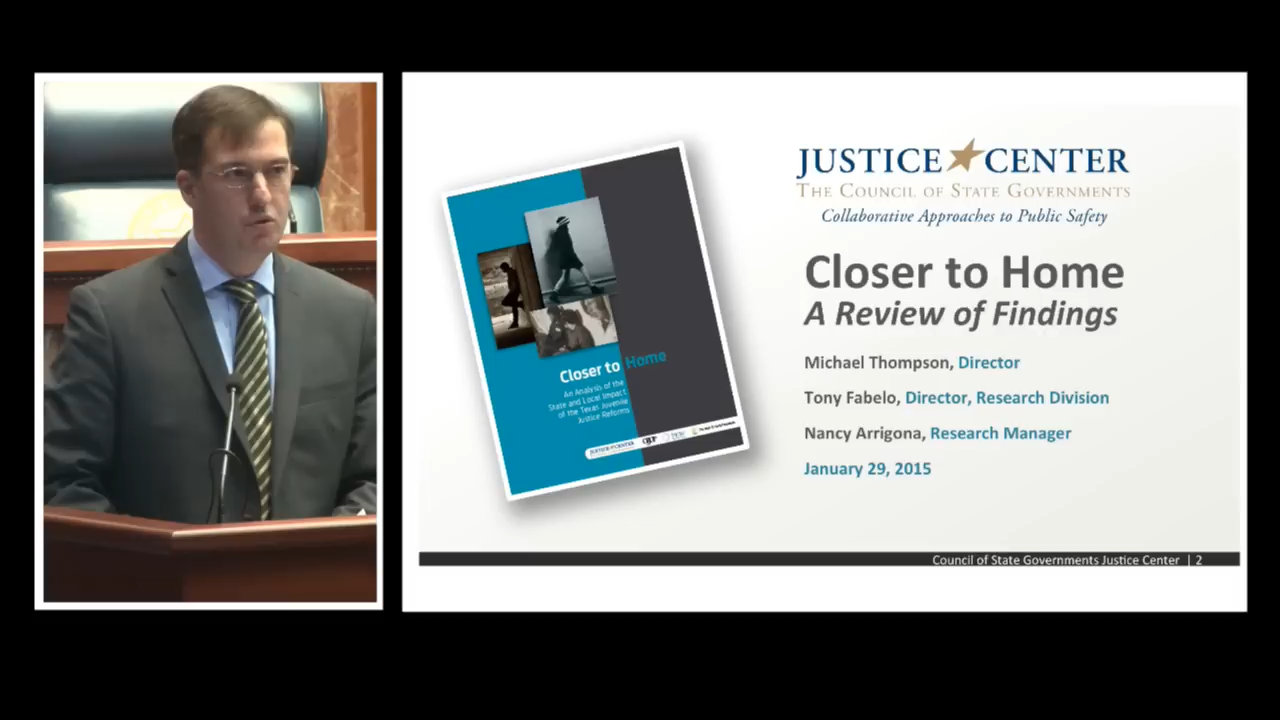 JUSTICE CENTER
THE COUNCIL OF STATE GOVERNMENTS
Collaborative Approaches to Public Safety
Closer to Home
A Review of Findings
Michael Thompson, Director
Tony Fabelo, Director, Research Division
Nancy Arrigona, Research Manager
January 29, 2015
Closer to Home
An Analysis of the
State and Local Impact
of the Texas Juvenile
Justice Reforms
JUSTICE CENTER
Council of State Governments Justice Center | 2